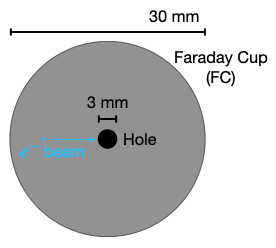 30 mm
Faraday Cup
(FC)
3 mm
Hole
e⁻ beam